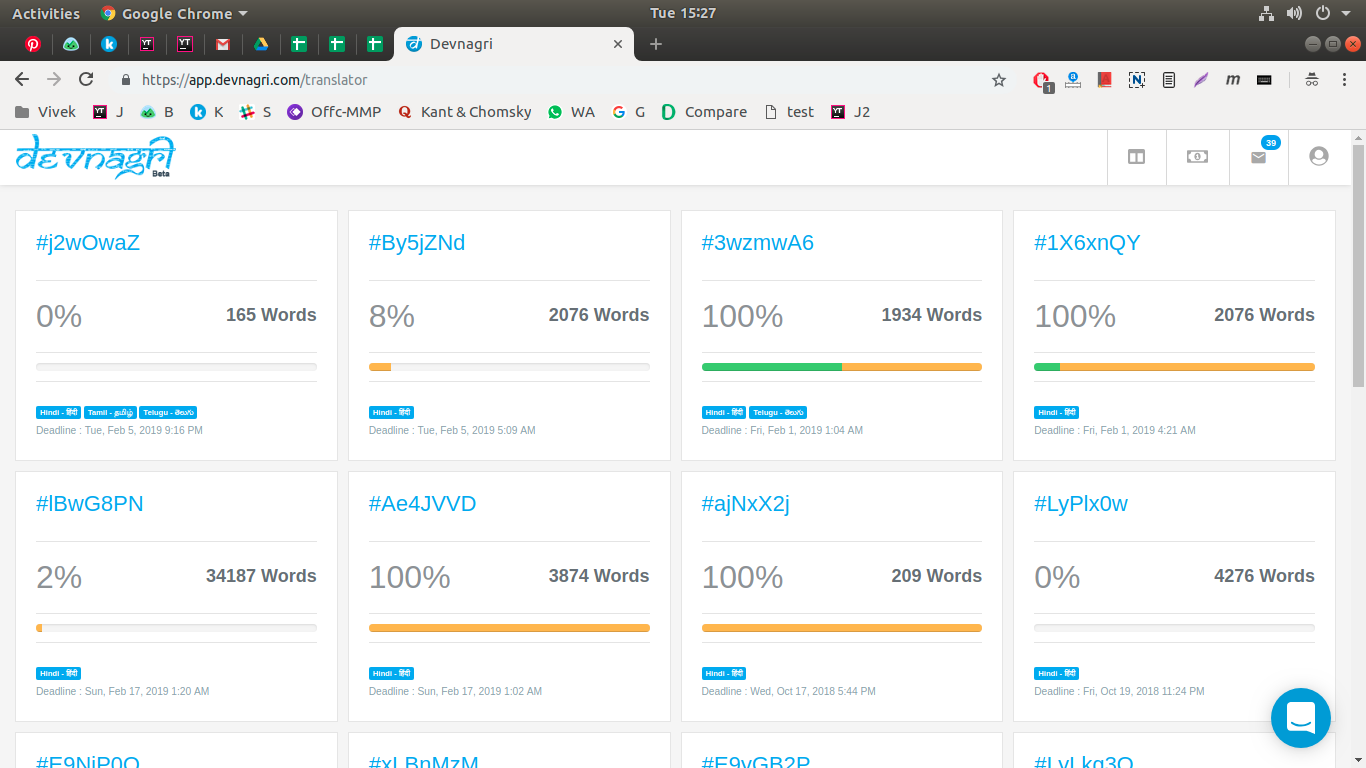 Activities Google Chrome Tue 15:27
Devnagri
https://app.devnagri.com/translator
1
Vivek J B K S Offc-MMP Kant & Chomsky WA G Compare test J2
devnagri
Beta
39
#j2wOwaZ #By5jZNd #3wzmwA6 #1X6xnQY
0% 165 Words 8% 2076 Words 100% 1934 Words 100% 2076 Words
Hindi - हिंदी Tamil - தமிழ் Telugu - తెలుగు Hindi - हिंदी Hindi - हिंदी Telugu - తెలుగు Hindi - हिंदी
Deadline : Tue, Feb 5, 2019 9:16 PM Deadline : Tue, Feb 5, 2019 5:09 AM Deadline : Fri, Feb 1, 2019 1:04 AM Deadline : Fri, Feb 1, 2019 4:21 AM
#lBwG8PN #Ae4JVVD #ajNxX2j #LyPlx0w
2% 34187 Words 100% 3874 Words 100% 209 Words 0% 4276 Words
Hindi - हिंदी Hindi - हिंदी Hindi - हिंदी Hindi - हिंदी
Deadline : Sun, Feb 17, 2019 1:20 AM Deadline : Sun, Feb 17, 2019 1:02 AM Deadline : Wed, Oct 17, 2018 5:44 PM Deadline : Fri, Oct 19, 2018 11:24 PM